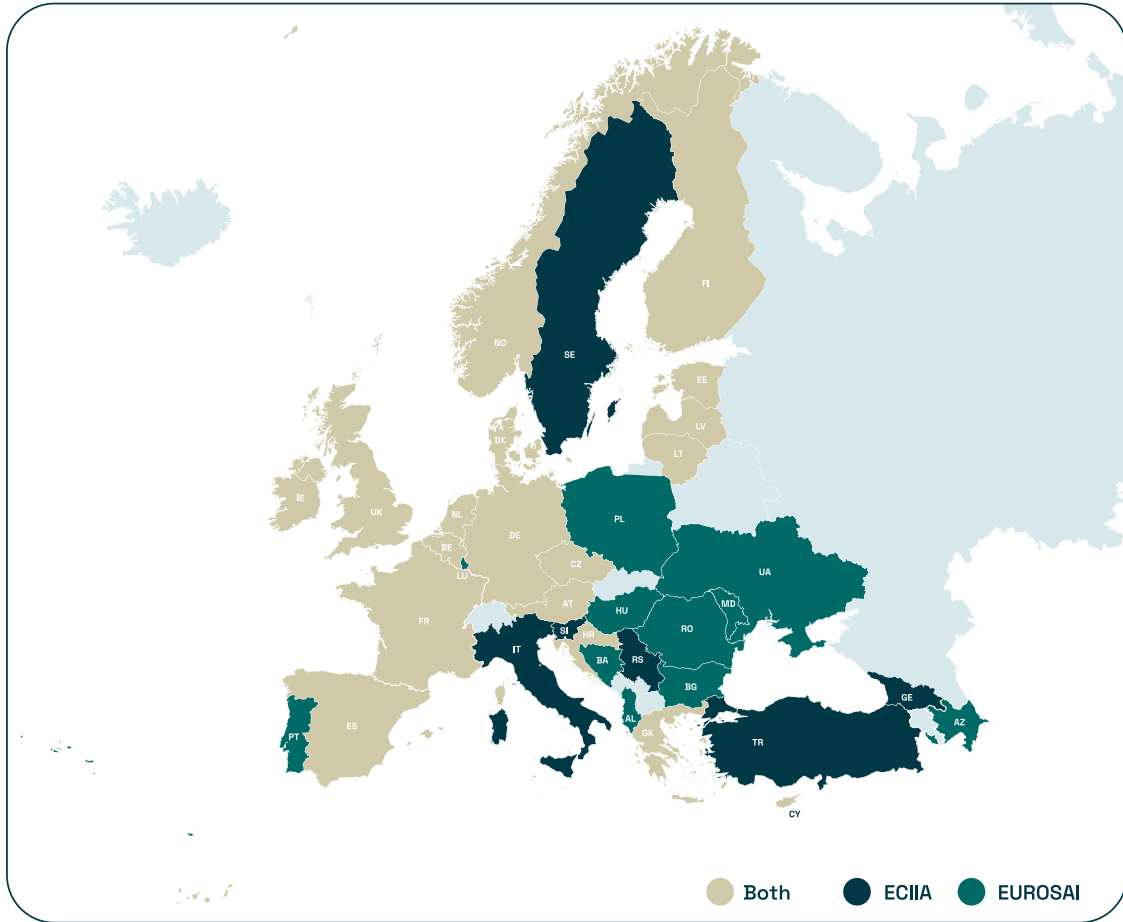 FI
NO
SE
EE
LV
DK
LT
IE
NL
UK
PL
DE
BE
CZ
UA
LU
AT
MD
HU
FR
RO
SI
HR
IT
BA
RS
BG
GE
AL
AZ
ES
PT
GK
TR
CY
Both
ECIIA
EUROSAI